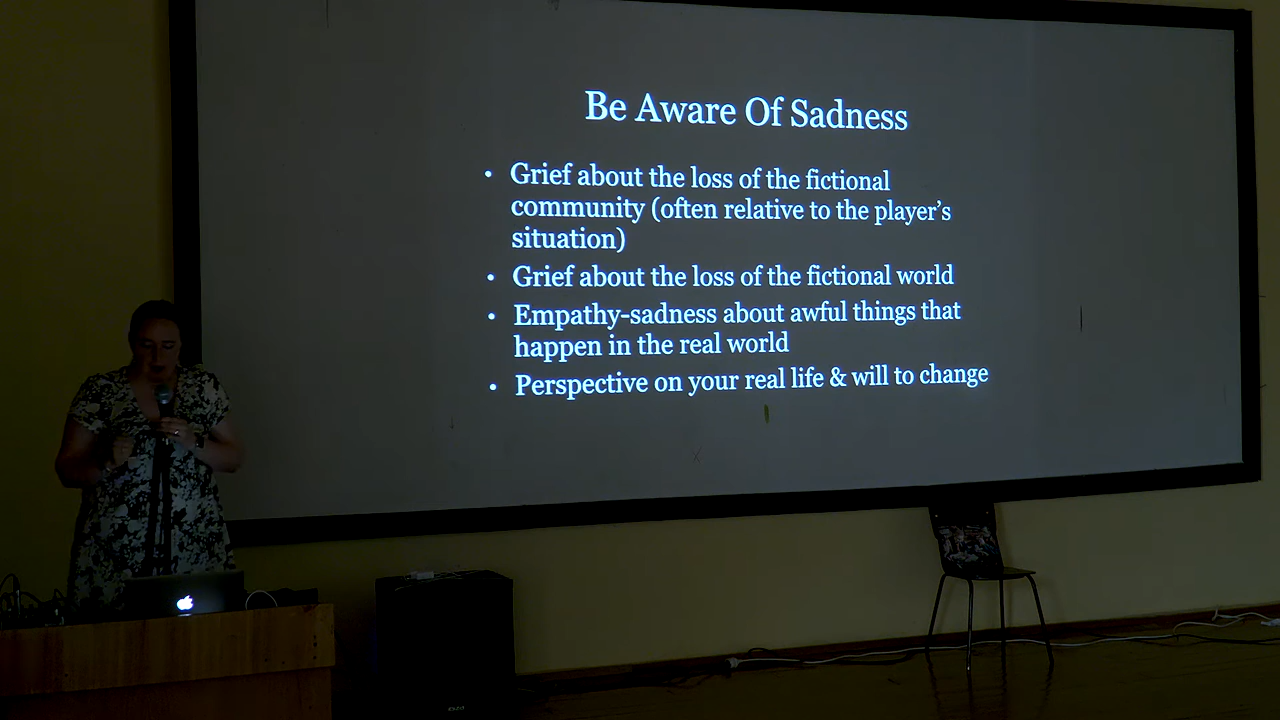 Be Aware Of Sadness
• Grief about the loss of the fictional
community (often relative to the player's
situation)
• Grief about the loss of the fictional world
• Empathy-sadness about awful things that
happen in the real world
• Perspective on your real life & will to change